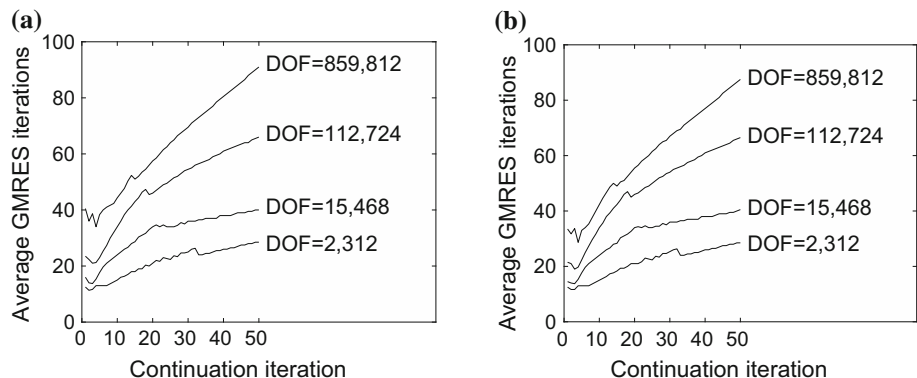 (a)
Average GMRES iterations
100
80
60
40
20
0
DOF=859,812
DOF=112,724
DOF=15,468
DOF=2,312
0 10 20 30 40 50
Continuation iteration
(b)
Average GMRES iterations
100
80
60
40
20
0
DOF=859,812
DOF=112,724
DOF=15,468
DOF=2,312
0 10 20 30 40 50
Continuation iteration